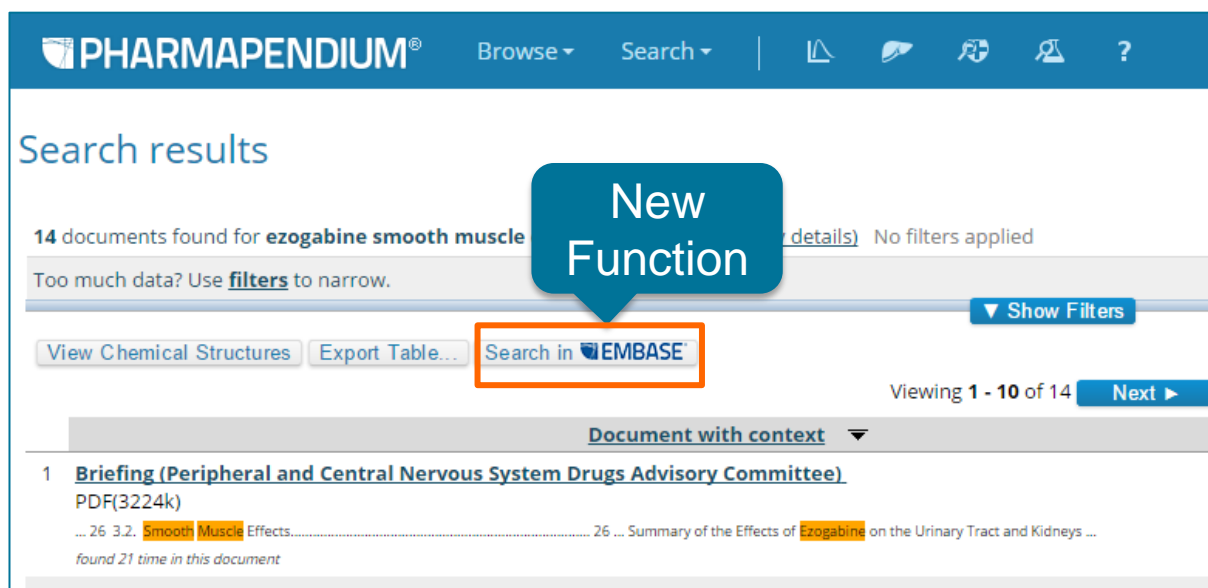 PHARMAPENDIUM® Browse Search ?
Search results
New
Function
14 documents found for ezogabine smooth muscle details) No filters applied
Too much data? Use filters to narrow.
▼ Show Filters
View Chemical Structures Export Table... Search in EMBASE®
Viewing 1 - 10 of 14 Next ►
Document with context
1 Briefing (Peripheral and Central Nervous System Drugs Advisory Committee)
PDF(3224k)
... 26 3.2. Smooth Muscle Effects.................................................................................... 26 ... Summary of the Effects of Ezogabine on the Urinary Tract and Kidneys ...
found 21 time in this document